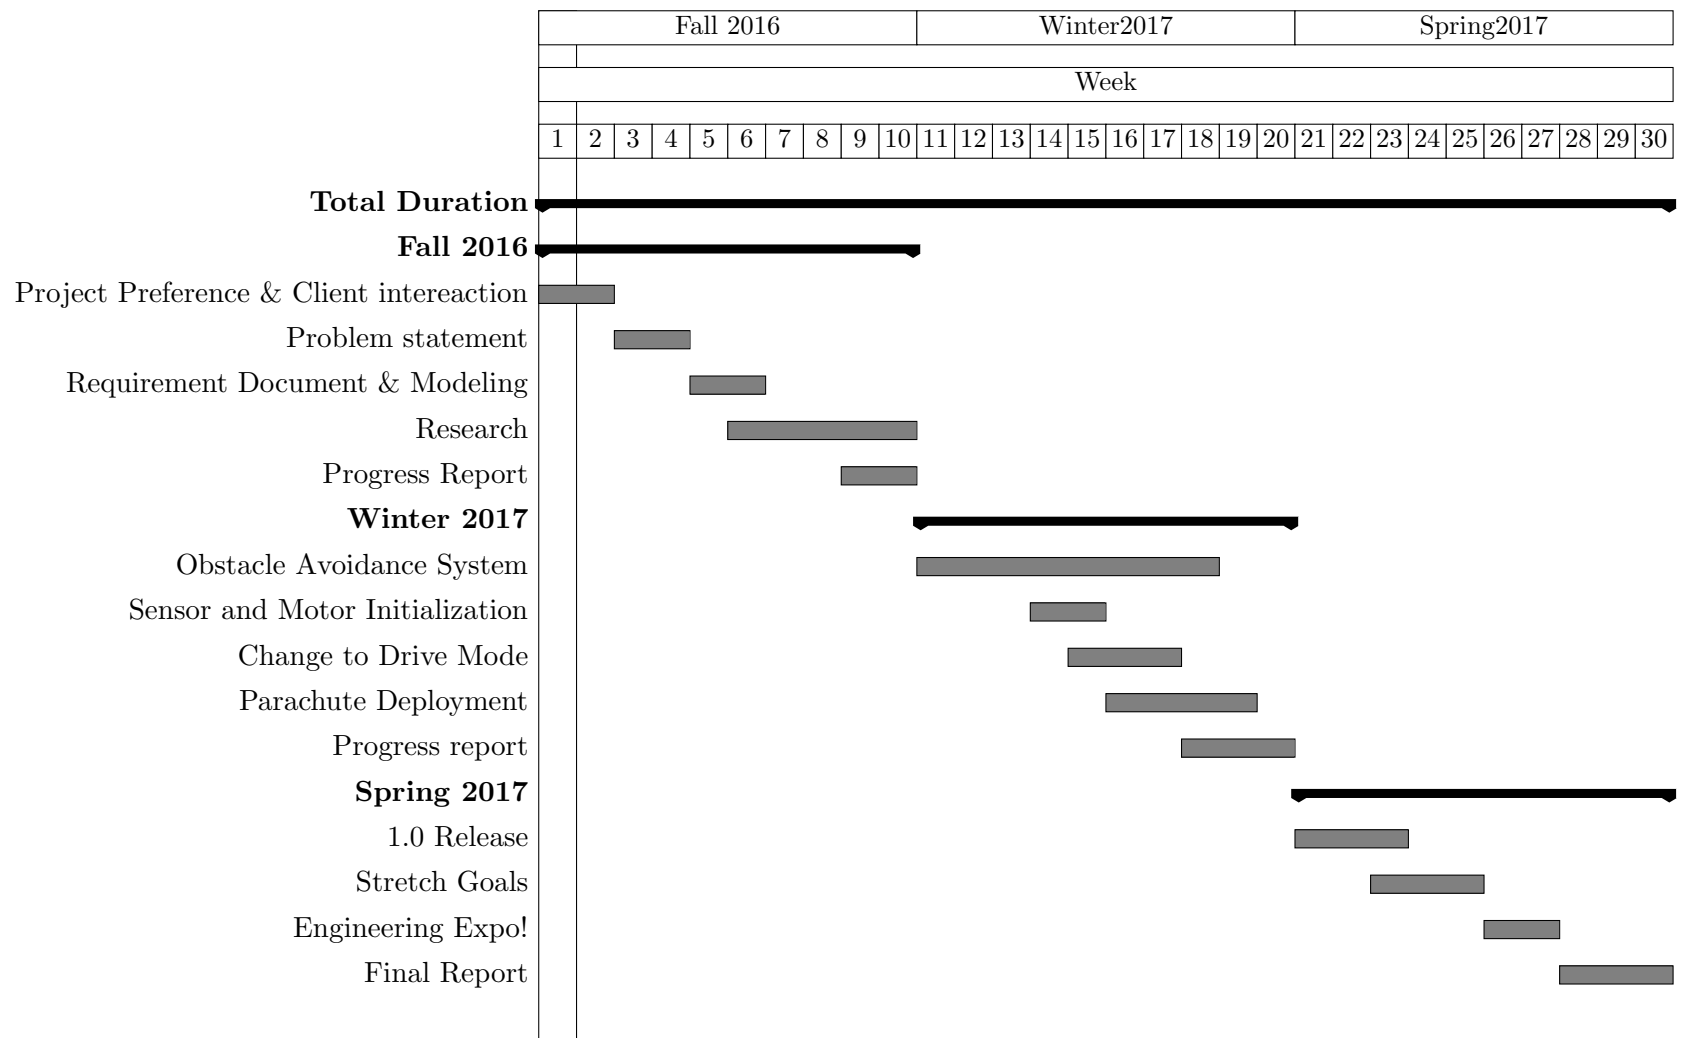 Fall 2016 Winter2017 Spring2017
Week
1 2 3 4 5 6 7 8 9 10 11 12 13 14 15 16 17 18 19 20 21 22 23 24 25 26 27 28 29 30
Total Duration
Fall 2016
Project Preference & Client intereaction
Problem statement
Requirement Document & Modeling
Research
Progress Report
Winter 2017
Obstacle Avoidance System
Sensor and Motor Initialization
Change to Drive Mode
Parachute Deployment
Progress report
Spring 2017
1.0 Release
Stretch Goals
Engineering Expo!
Final Report